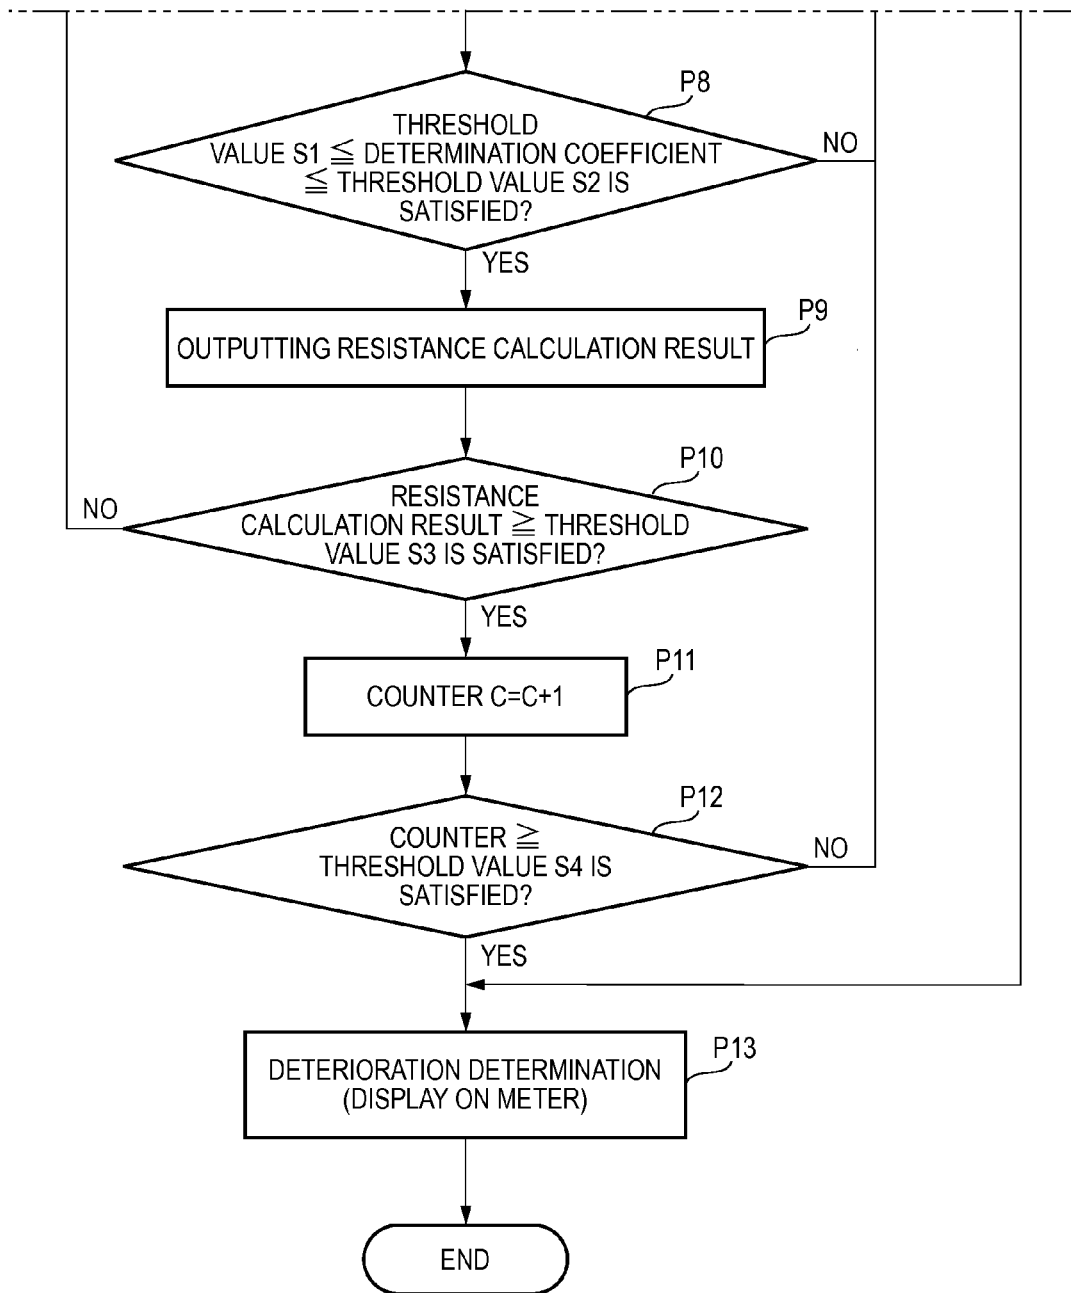 P8
THRESHOLD
VALUE S1 ≦ DETERMINATION COEFFICIENT
≦ THRESHOLD VALUE S2 IS
SATISFIED?
NO
YES
P9
OUTPUTTING RESISTANCE CALCULATION RESULT
P10
RESISTANCE
CALCULATION RESULT ≧ THRESHOLD
VALUE S3 IS SATISFIED?
NO
YES
P11
COUNTER C=C+1
P12
COUNTER ≧
THRESHOLD VALUE S4 IS
SATISFIED?
NO
YES
P13
DETERIORATION DETERMINATION
(DISPLAY ON METER)
END